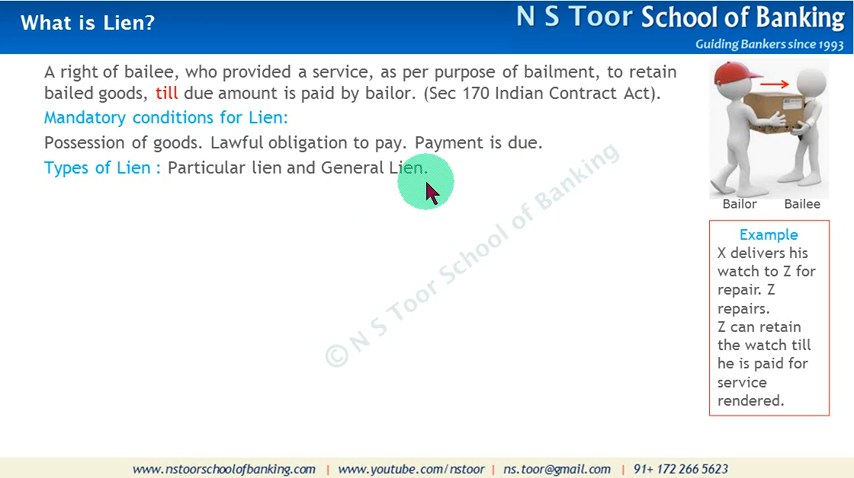 What is Lien?
N S Toor School of Banking
Guiding Bankers since 1993
A right of bailee, who provided a service, as per purpose of bailment, to retain
bailed goods, till due amount is paid by bailor. (Sec 170 Indian Contract Act).
Mandatory conditions for Lien:
Possession of goods. Lawful obligation to pay. Payment is due.
Types of Lien : Particular lien and General Lien.
Bailor Bailee
Example
X delivers his
watch to Z for
repair. Z
repairs.
Z can retain
the watch till
he is paid for
service
rendered.
© N S Toor School of Banking
www.nstoorschoolofbanking.com | www.youtube.com/nstoor | ns.toor@gmail.com | 91+ 172 266 5623